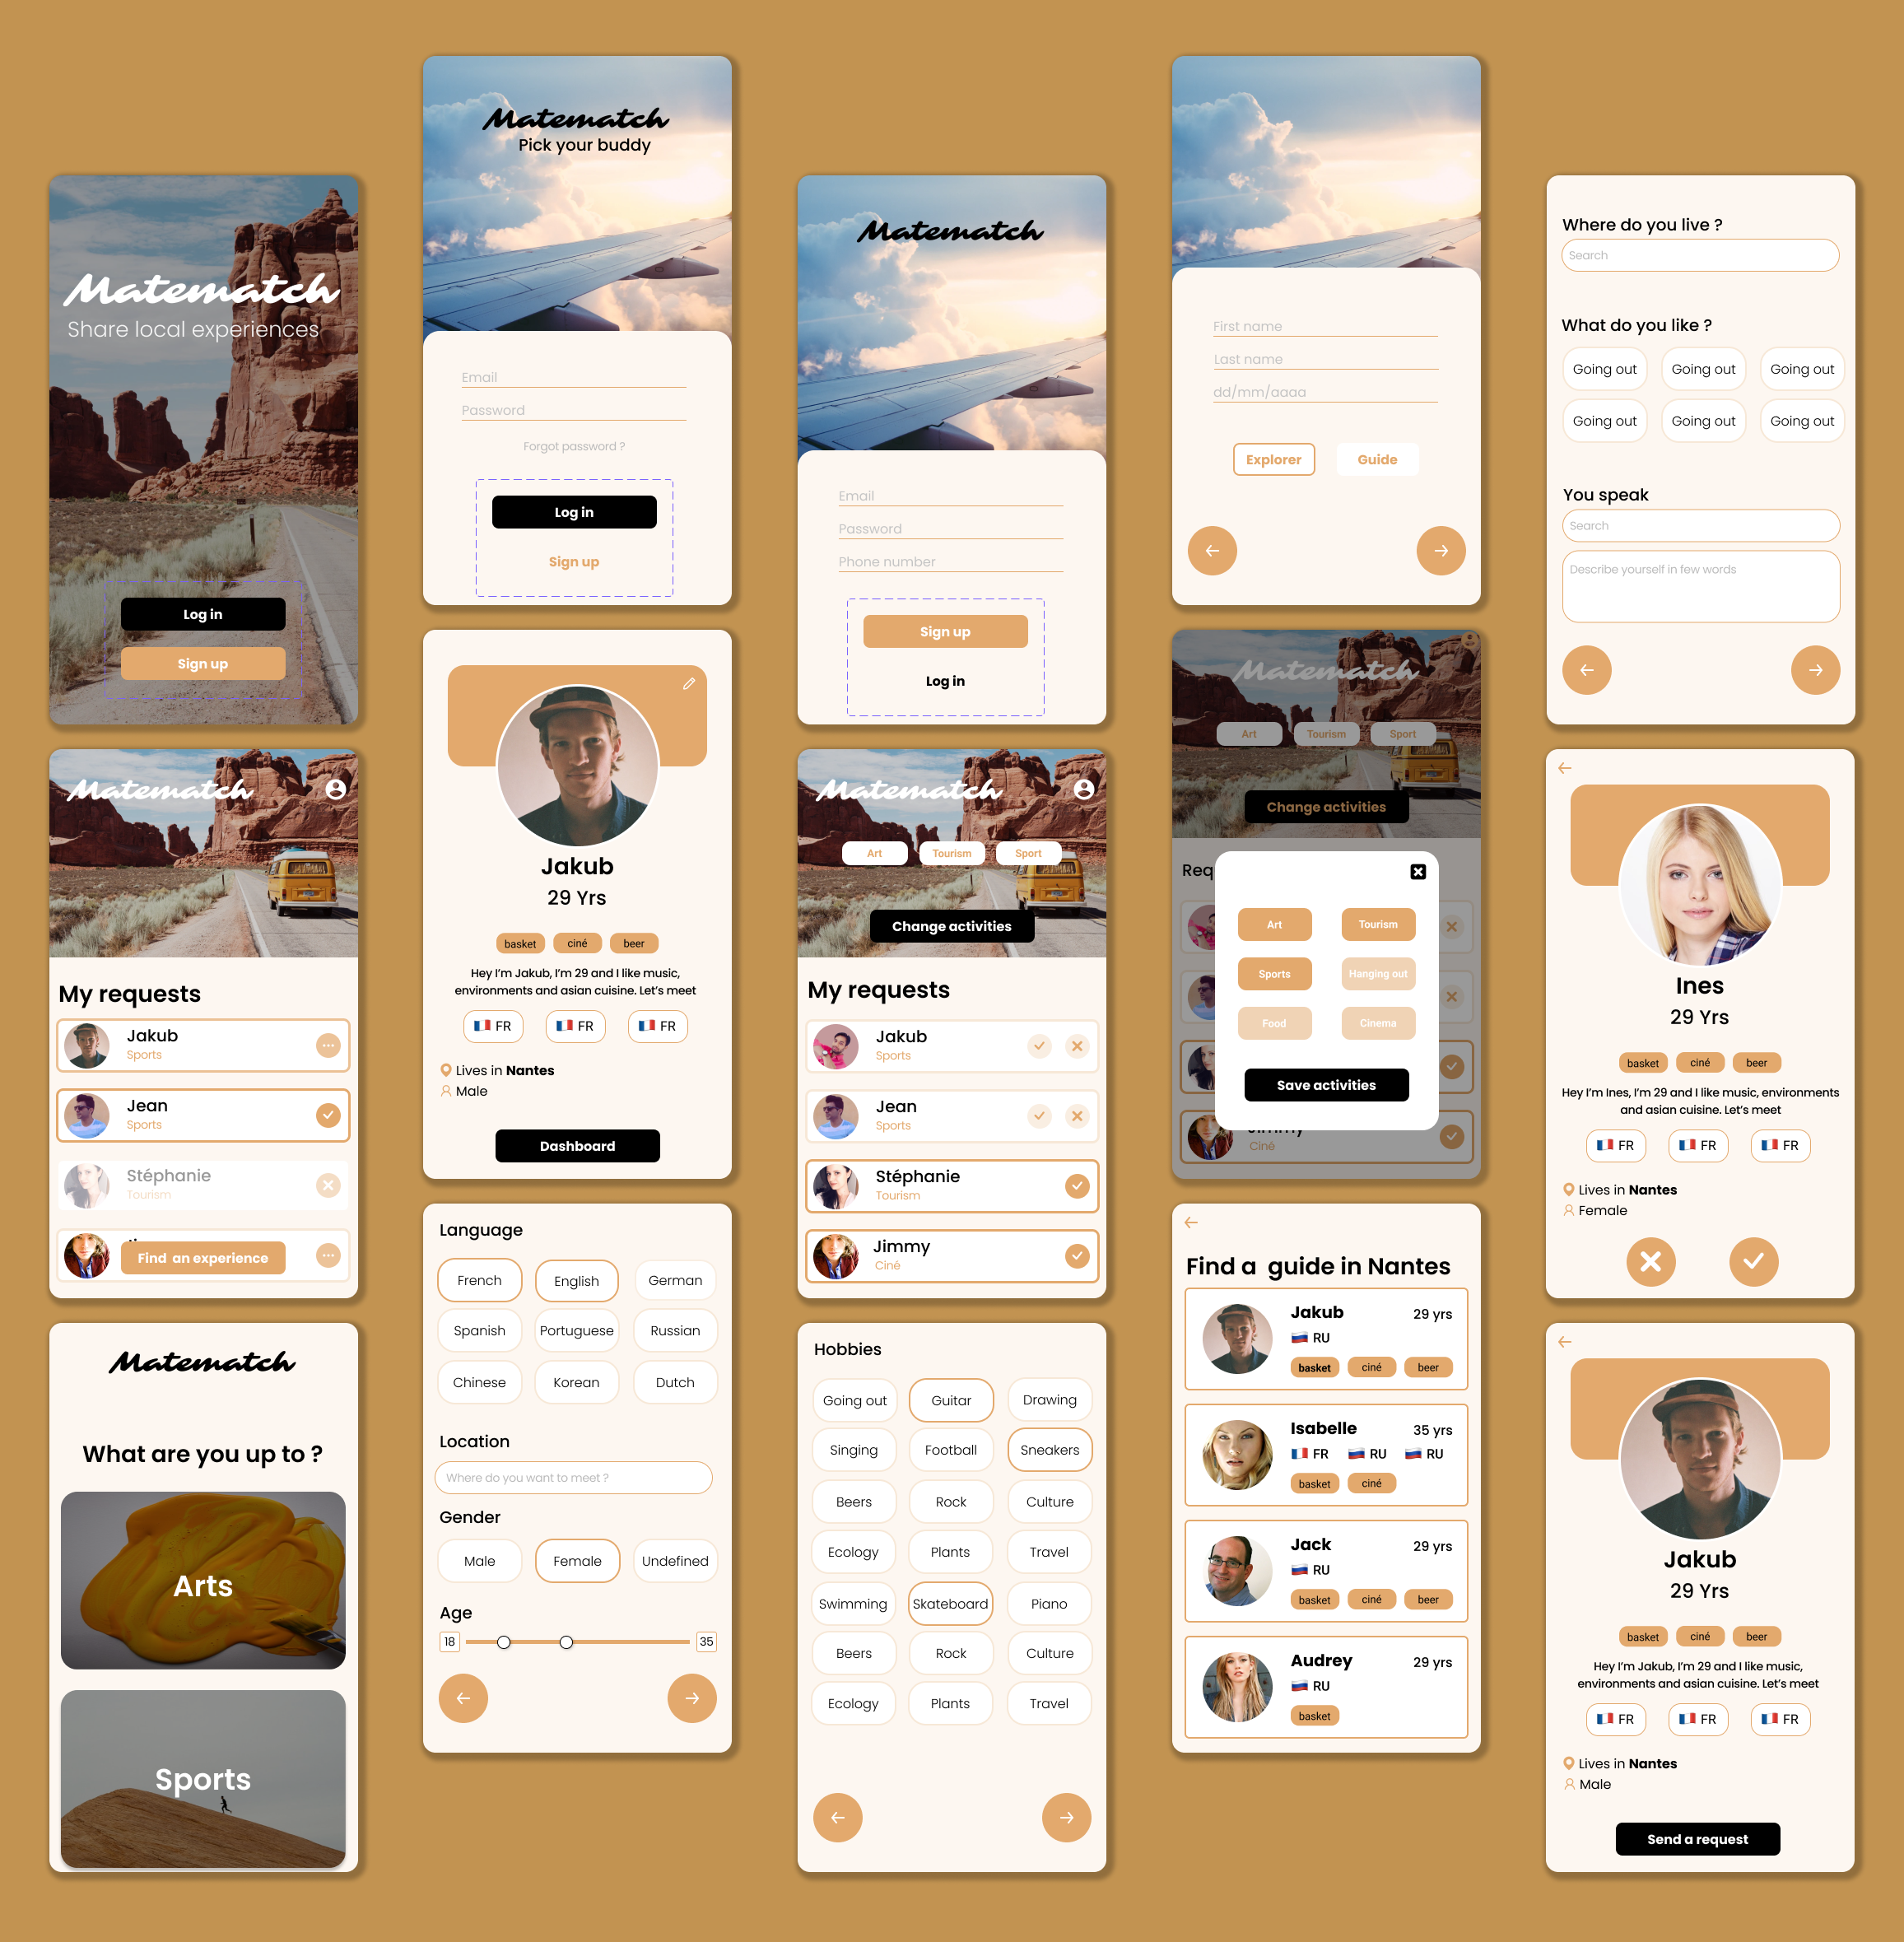 Matematch
Share local experiences
Log in
Sign up
Matematch
My requests
Jakub
Sports
Jean
Sports
Stéphanie
Tourism
Find an experience
Matematch
What are you up to ?
Arts
Sports
Matematch
Pick your buddy
Email
Password
Forgot password ?
Log in
Sign up
Jakub
29 Yrs
basket ciné beer
Hey I'm Jakub, I'm 29 and I like music,
environments and asian cuisine. Let's meet
FR FR FR
Lives in Nantes
Male
Dashboard
Language
French English German
Spanish Portuguese Russian
Chinese Korean Dutch
Location
Where do you want to meet ?
Gender
Male Female Undefined
Age
18 35
Matematch
Email
Password
Phone number
Sign up
Log in
Matematch
Art Tourism Sport
Change activities
My requests
Jakub
Sports
Jean
Sports
Stéphanie
Tourism
Jimmy
Ciné
Hobbies
Going out Guitar Drawing
Singing Football Sneakers
Beers Rock Culture
Ecology Plants Travel
Swimming Skateboard Piano
Beers Rock Culture
Ecology Plants Travel
First name
Last name
dd/mm/aaaa
Explorer Guide
Matematch
Art Tourism Sport
Change activities
Req
Art Tourism
Sports Hanging out
Food Cinema
Save activities
Jimmy
Ciné
Find a guide in Nantes
Jakub 29 yrs
RU
basket ciné beer
Isabelle 35 yrs
FR RU RU
basket ciné
Jack 29 yrs
RU
basket ciné beer
Audrey 29 yrs
RU
basket
Where do you live ?
Search
What do you like ?
Going out Going out Going out
Going out Going out Going out
You speak
Search
Describe yourself in few words
Ines
29 Yrs
basket ciné beer
Hey I'm Ines, I'm 29 and I like music, environments
and asian cuisine. Let's meet
FR FR FR
Lives in Nantes
Female
Jakub
29 Yrs
basket ciné beer
Hey I'm Jakub, I'm 29 and I like music,
environments and asian cuisine. Let's meet
FR FR FR
Lives in Nantes
Male
Send a request